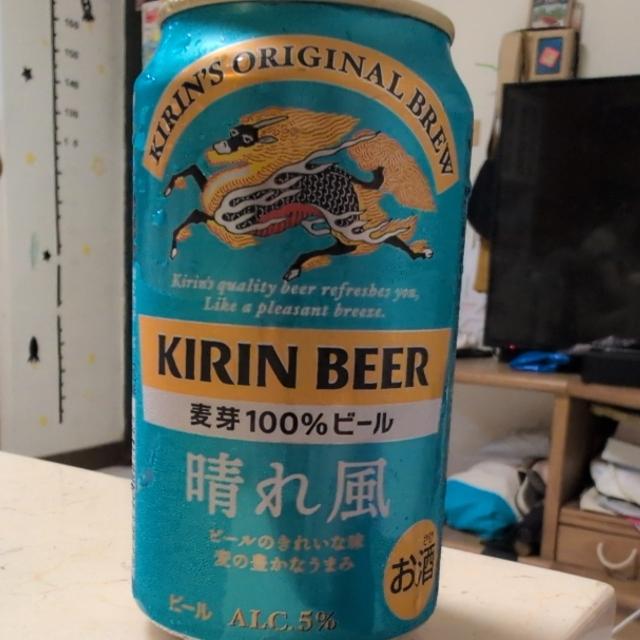 KIRIN'S ORIGINAL BREW
Kirin's quality beer refreshes you,
Like a pleasant breeze.
KIRIN BEER
麦芽100%ビール
晴れ風
ビールのきれいな味
麦の豊かなうまみ
お酒
ビール ALC.5%
150
140